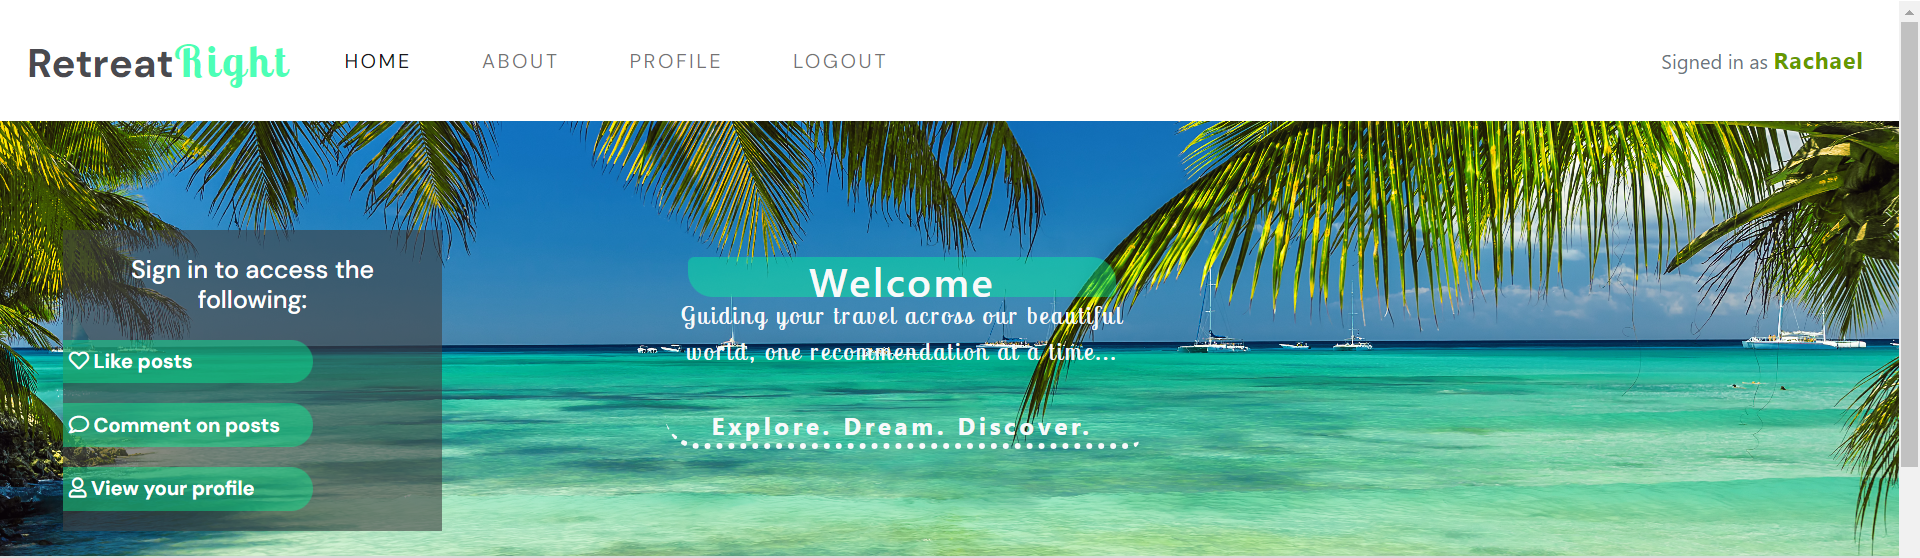 RetreatRight HOME ABOUT PROFILE LOGOUT Signed in as Rachael
Sign in to access the
following:
Like posts
Comment on posts
View your profile
Welcome
Guiding your travel across our beautiful
world, one recommendation at a time...
Explore. Dream. Discover.